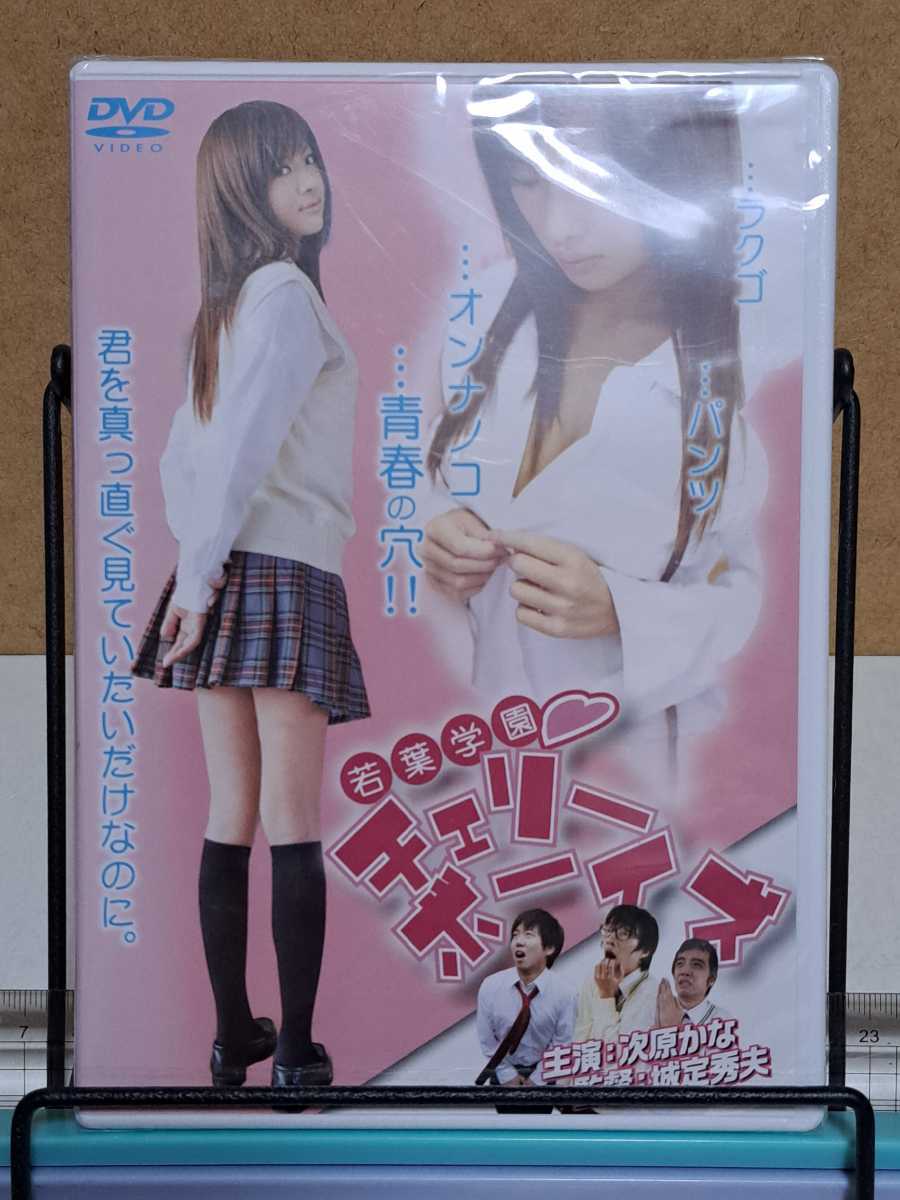 DVD
VIDEO
…ラクゴ
…パンツ
…オンナノコ
…青春の穴!!
君を真っ直ぐ見ていたいだけなのに。
若葉学園
チェリー
ボーイズ
主演:次原かな
監督:城定秀夫
7
23